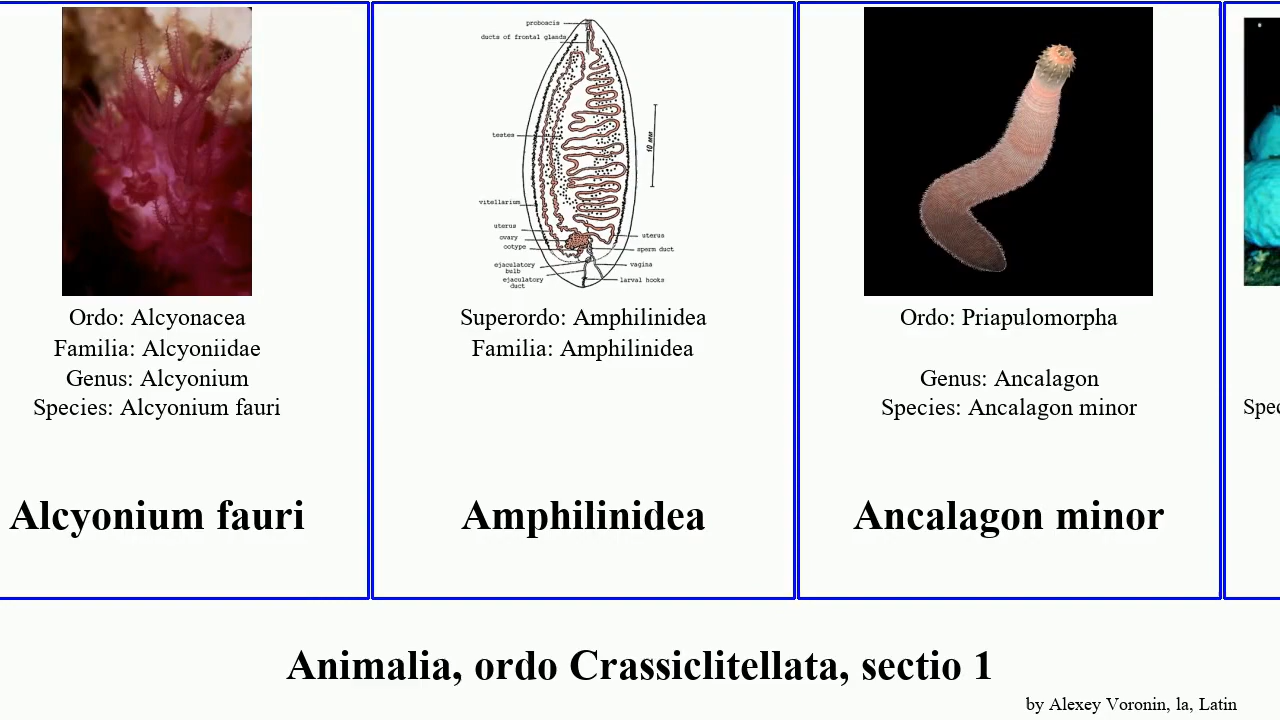 Ordo: Alcyonacea
Familia: Alcyoniidae
Genus: Alcyonium
Species: Alcyonium fauri
Alcyonium fauri
proboscis
ducts of frontal glands
testes
10 мм
vitellarium
uterus
ovary
ootype
ejaculatory
bulb
ejaculatory
duct
uterus
sperm duct
vagina
larval hooks
Superordo: Amphilinidea
Familia: Amphilinidea
Amphilinidea
Ordo: Priapulomorpha
Genus: Ancalagon
Species: Ancalagon minor
Ancalagon minor
Animalia, ordo Crassiclitellata, sectio 1
by Alexey Voronin, la, Latin